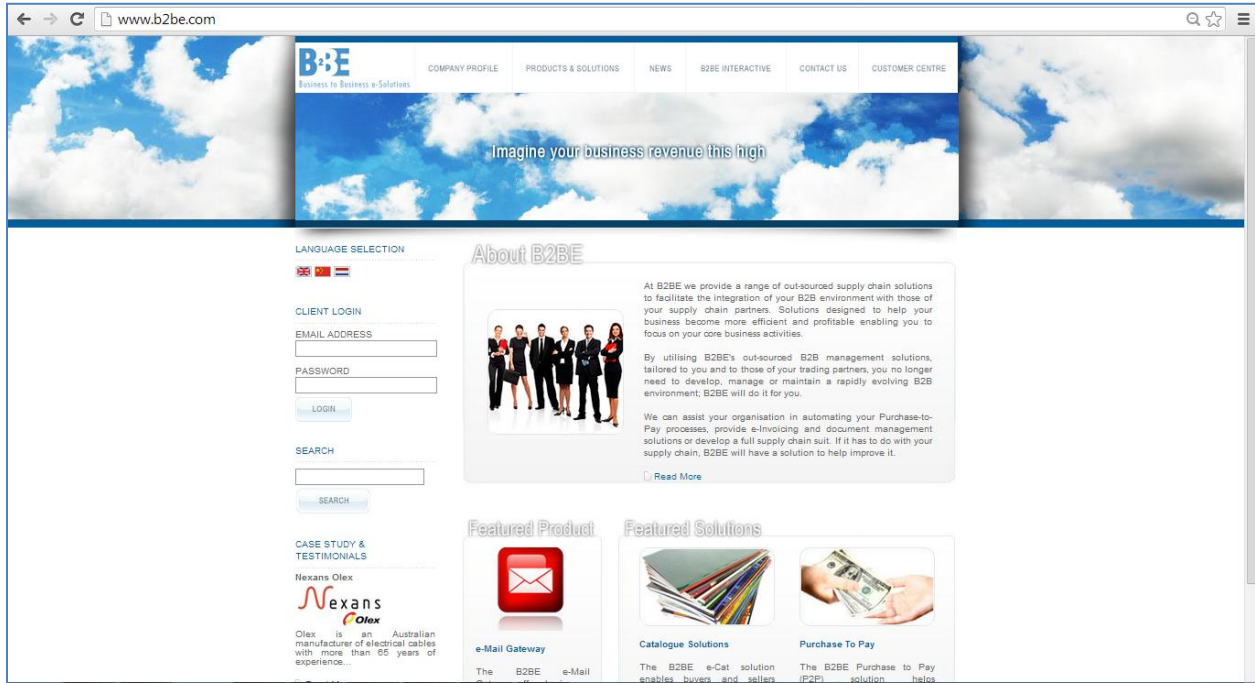 www.b2be.com
B2BE
Business to Business e-Solutions
COMPANY PROFILE
PRODUCTS & SOLUTIONS
NEWS
B2BE INTERACTIVE
CONTACT US
CUSTOMER CENTRE
Imagine your business revenue this high
LANGUAGE SELECTION
CLIENT LOGIN
EMAIL ADDRESS
PASSWORD
LOGIN
SEARCH
SEARCH
CASE STUDY &
TESTIMONIALS
Nexans Olex
Nexans
Olex
Olex is an Australian
manufacturer of electrical cables
with more than 65 years of
experience...
About B2BE
At B2BE we provide a range of out-sourced supply chain solutions
to facilitate the integration of your B2B environment with those of
your supply chain partners. Solutions designed to help your
business become more efficient and profitable enabling you to
focus on your core business activities.
By utilising B2BE's out-sourced B2B management solutions,
tailored to you and to those of your trading partners, you no longer
need to develop, manage or maintain a rapidly evolving B2B
environment; B2BE will do it for you.
We can assist your organisation in automating your Purchase-to-
Pay processes, provide e-Invoicing and document management
solutions or develop a full supply chain suit. If it has to do with your
supply chain, B2BE will have a solution to help improve it.
Read More
Featured Product
e-Mail Gateway
The B2BE e-Mail
Featured Solutions
Catalogue Solutions
The B2BE e-Cat solution
enables buyers and sellers
Purchase To Pay
The B2BE Purchase to Pay
(P2P) solution helps